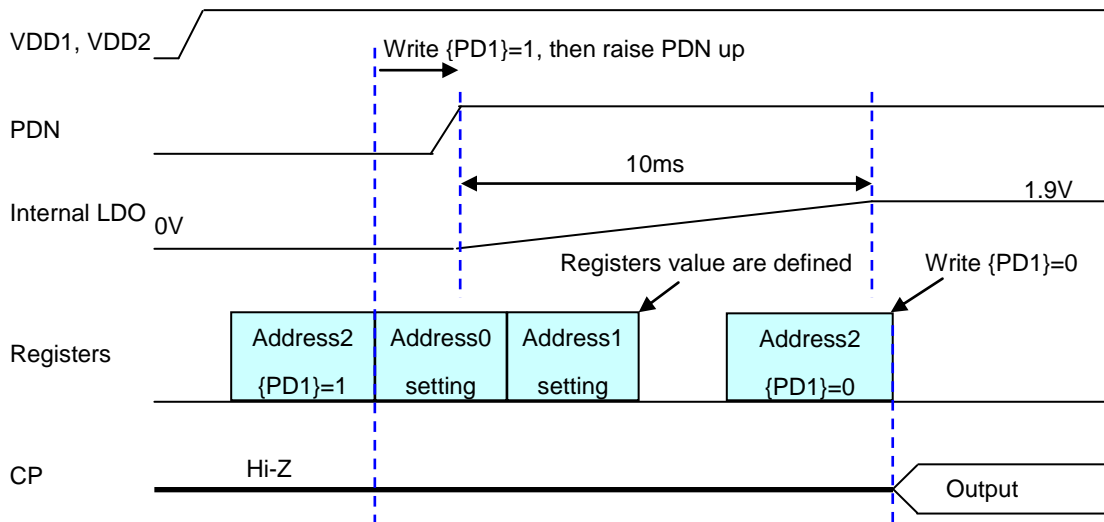 VDD1, VDD2
Write {PD1}=1, then raise PDN up
PDN
10ms
1.9V
Internal LDO
0V
Registers value are defined
Write {PD1}=0
Registers
Address2
{PD1}=1
Address0
setting
Address1
setting
Address2
{PD1}=0
CP
Hi-Z
Output